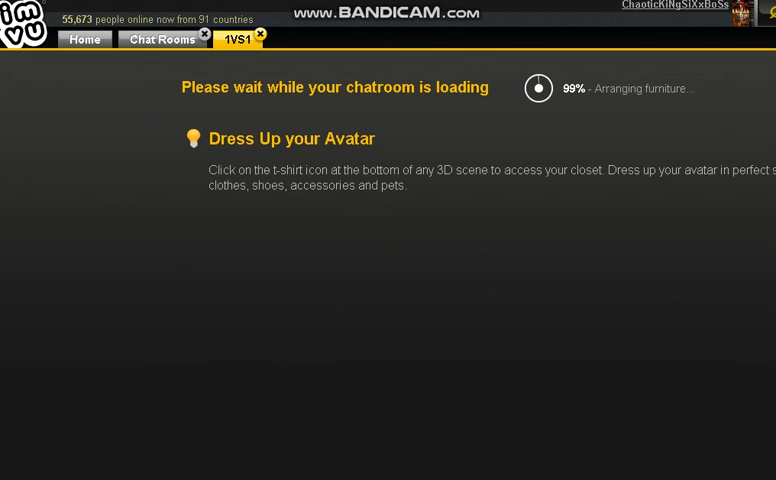 imvu
55,673 people online now from 91 countries
www.BANDICAM.com
ChaoticKiNgSiXxBoSs
Home
Chat Rooms
1VS1
Please wait while your chatroom is loading
99% - Arranging furniture...
Dress Up your Avatar
Click on the t-shirt icon at the bottom of any 3D scene to access your closet. Dress up your avatar in perfect s
clothes, shoes, accessories and pets.